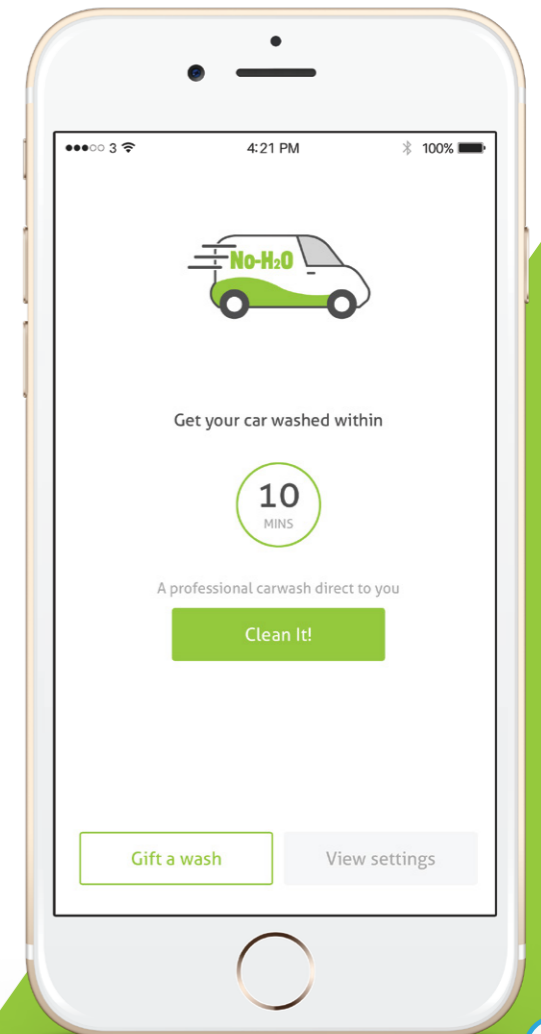 3 4:21 PM 100%
No-H₂O
Get your car washed within
10
MINS
A professional carwash direct to you
Clean It!
Gift a wash View settings